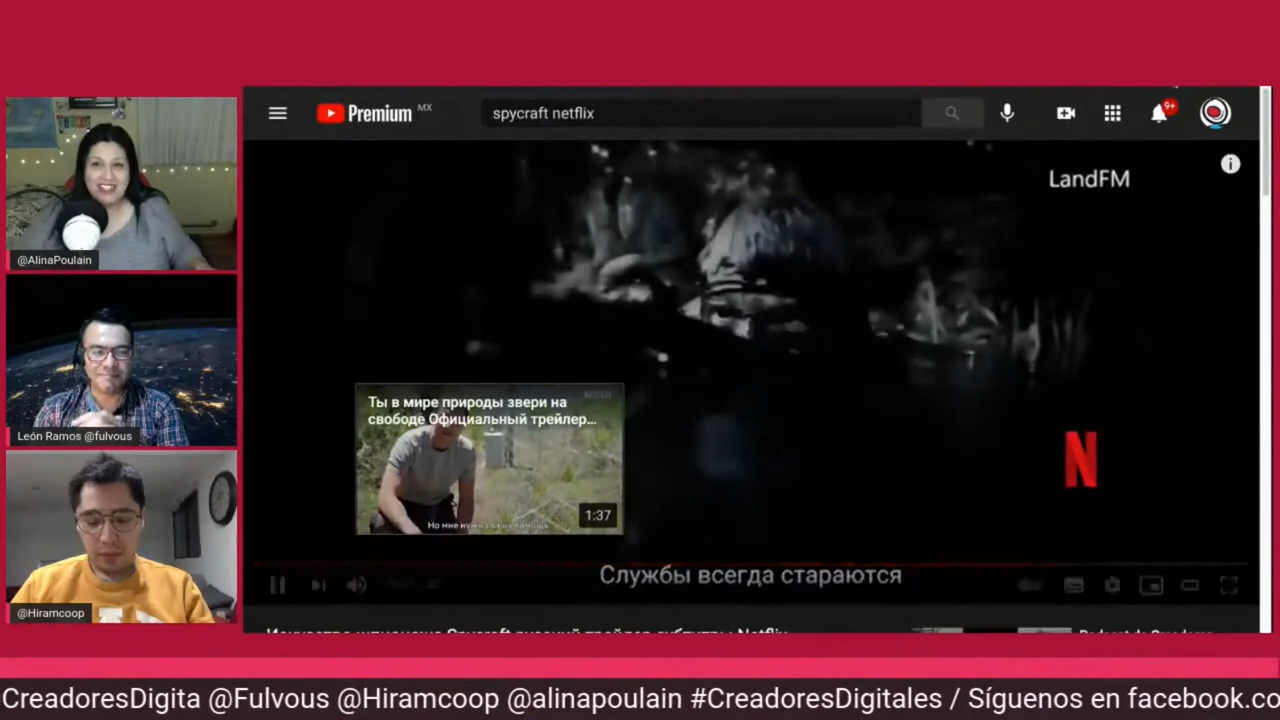 Premium MX
spycraft netflix
9+
LandFM
@AlinaPoulain
León Ramos @fulvous
@Hiramcoop
Ты в мире природы звери на
свободе Официальный трейлер…
1:37
N
Службы всегда стараются
CreadoresDigita @Fulvous @Hiramcoop @alinapoulain #CreadoresDigitales / Síguenos en facebook.co